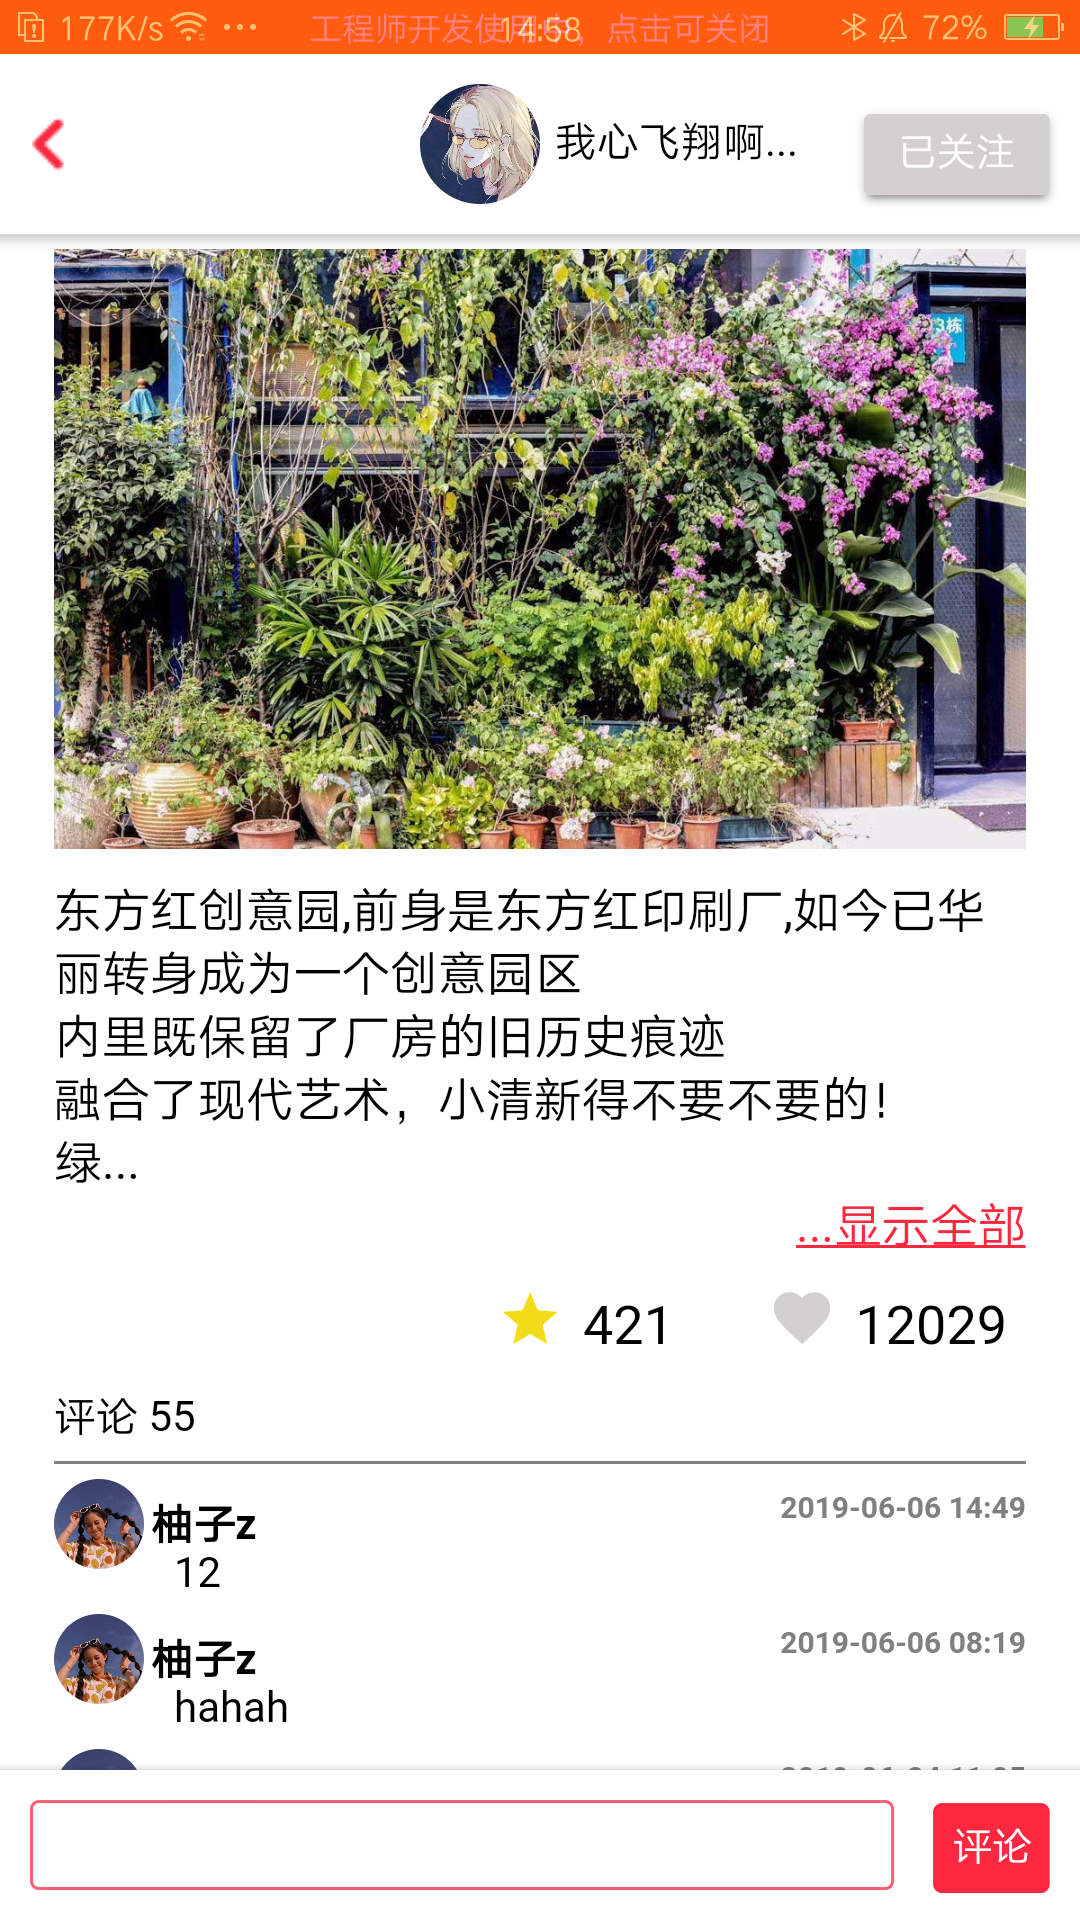 177K/s ... 工程师开发使用中，点击可关闭 14:58 72%
我心飞翔啊... 已关注
3栋
东方红创意园,前身是东方红印刷厂,如今已华
丽转身成为一个创意园区
内里既保留了厂房的旧历史痕迹
融合了现代艺术，小清新得不要不要的！
绿...
...显示全部
421 12029
评论 55
柚子z 2019-06-06 14:49
12
柚子z 2019-06-06 08:19
hahah
评论